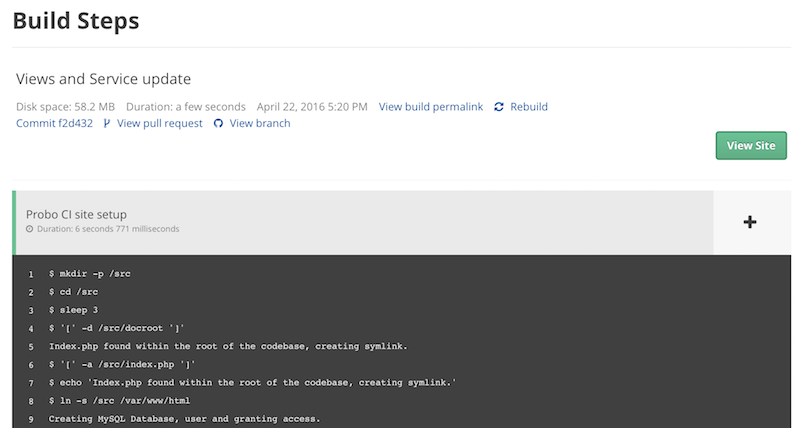 Build Steps
Views and Service update
Disk space: 58.2 MB Duration: a few seconds April 22, 2016 5:20 PM View build permalink Rebuild
Commit f2d432 View pull request View branch
View Site
Probo CI site setup
Duration: 6 seconds 771 milliseconds
1 $ mkdir -p /src
2 $ cd /src
3 $ sleep 3
4 $ '[' -d /src/docroot ']'
5 Index.php found within the root of the codebase, creating symlink.
6 $ '[' -a /src/index.php ']'
7 $ echo 'Index.php found within the root of the codebase, creating symlink.'
8 $ ln -s /src /var/www/html
9 Creating MySQL Database, user and granting access.